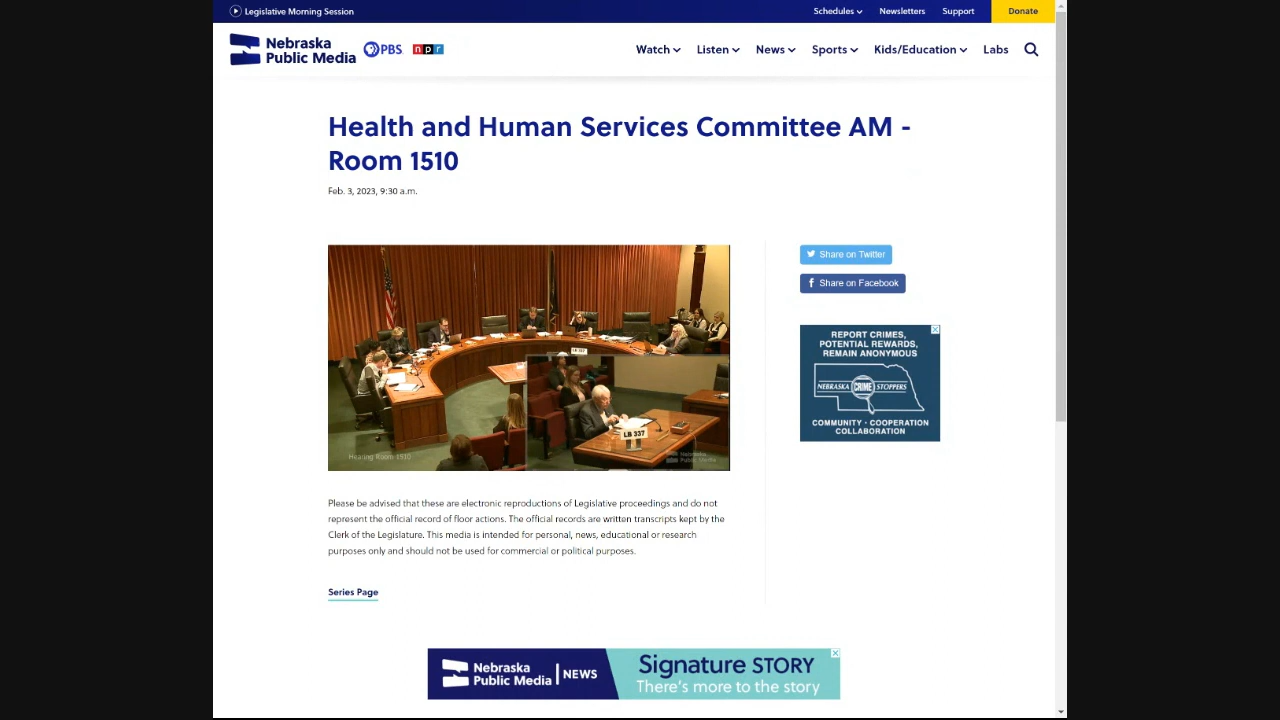 Legislative Morning Session
Schedules
Newsletters
Support
Donate
Nebraska
Public Media
PBS
npr
Watch
Listen
News
Sports
Kids/Education
Labs
Health and Human Services Committee AM -
Room 1510
Feb. 3, 2023, 9:30 a.m.
LB 337
LB 337
Hearing Room 1510
Nebraska
Public Media
Share on Twitter
Share on Facebook
REPORT CRIMES,
POTENTIAL REWARDS,
REMAIN ANONYMOUS
NEBRASKA CRIME STOPPERS
COMMUNITY · COOPERATION
COLLABORATION
Please be advised that these are electronic reproductions of Legislative proceedings and do not
represent the official record of floor actions. The official records are written transcripts kept by the
Clerk of the Legislature. This media is intended for personal, news, educational or research
purposes only and should not be used for commercial or political purposes.
Series Page
Nebraska
Public Media
NEWS
Signature STORY
There's more to the story